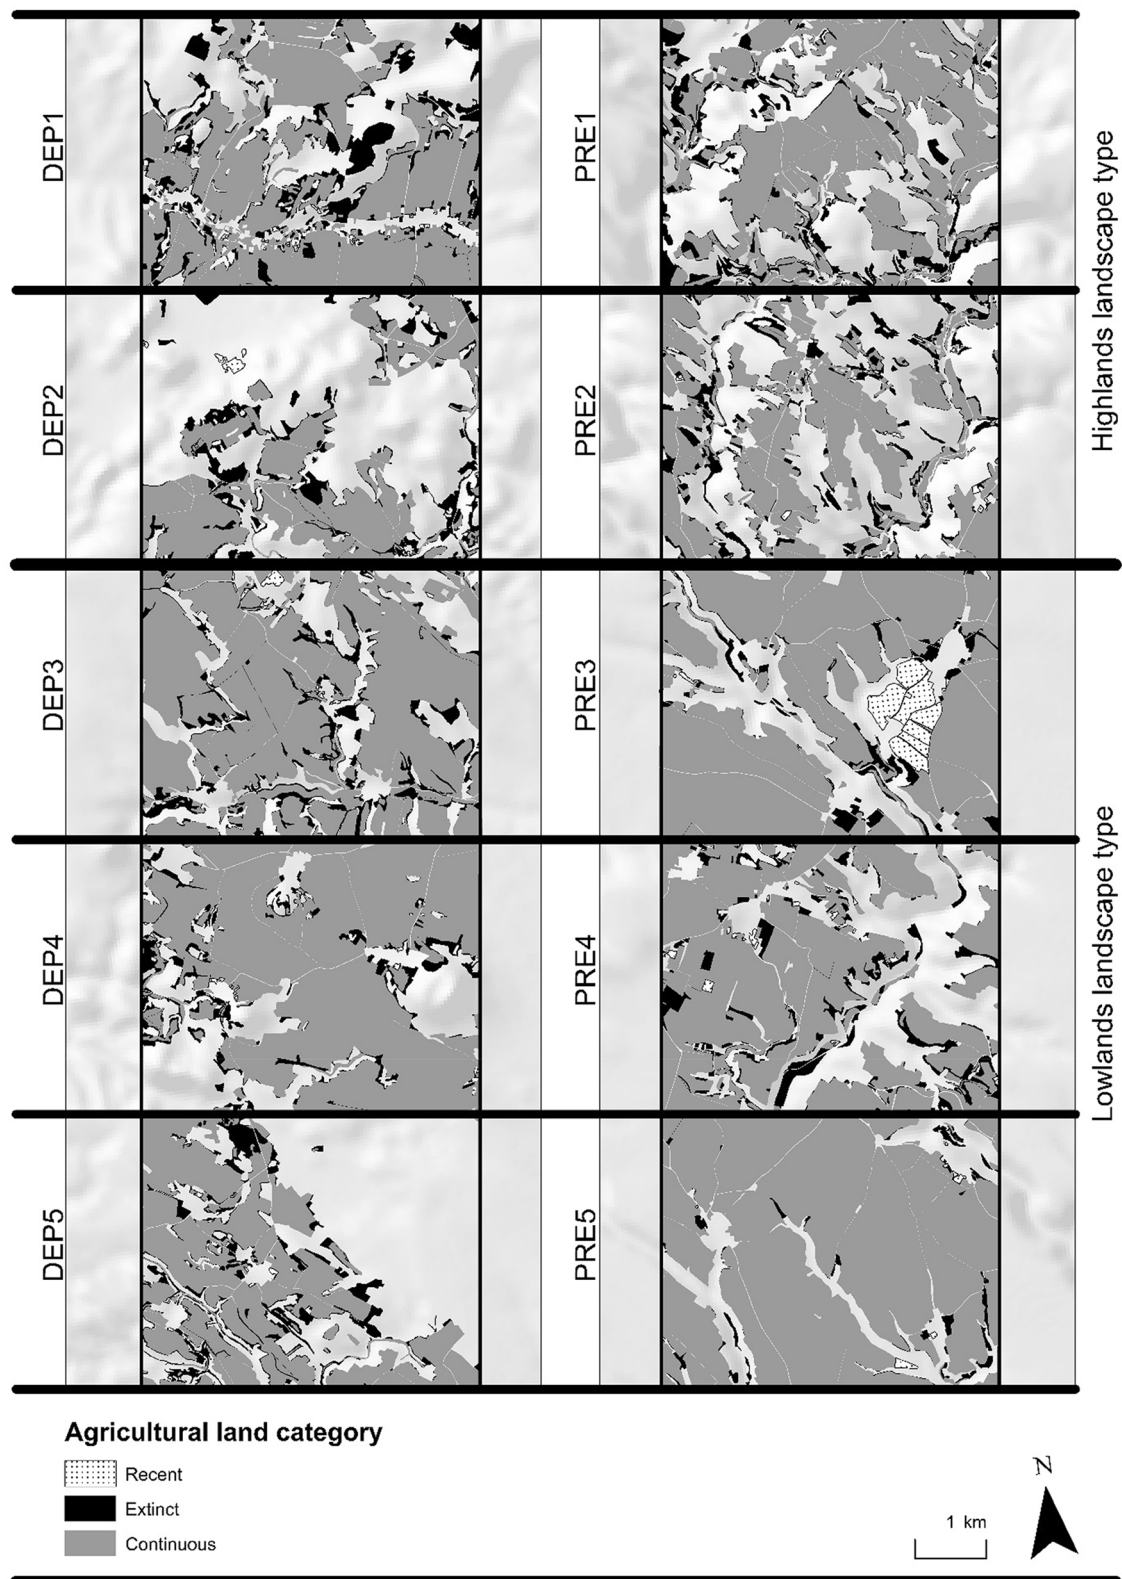 DEP1
PRE1
Highlands landscape type
DEP2
PRE2
DEP3
PRE3
Lowlands landscape type
DEP4
PRE4
DEP5
PRE5
Agricultural land category
Recent
Extinct
Continuous
N
1 km